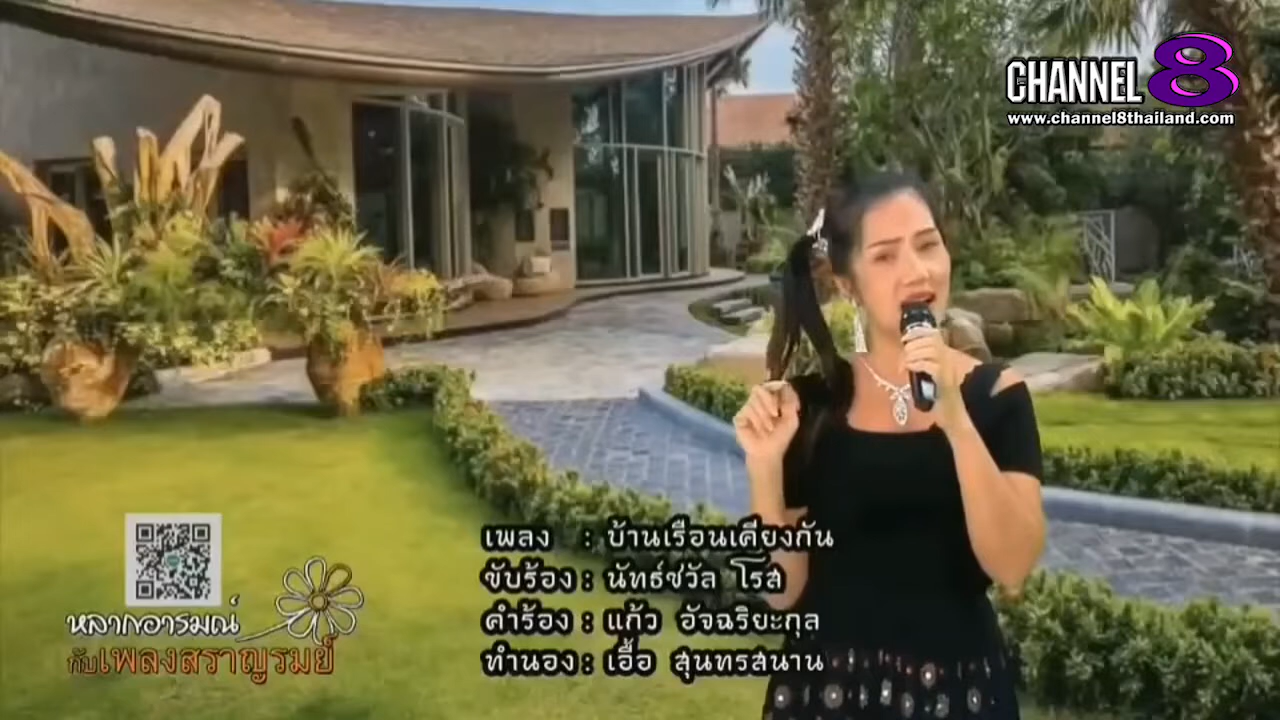 CHANNEL 8
www.channel8thailand.com
เพลง : บ้านเรือนเคียงกัน
ขับร้อง : นัทธ์ชวัล โรส
คำร้อง : แก้ว อัจฉริยะกุล
ทำนอง : เอื้อ สุนทรสนาน
หลากอารมณ์
กับเพลงสราญรมย์